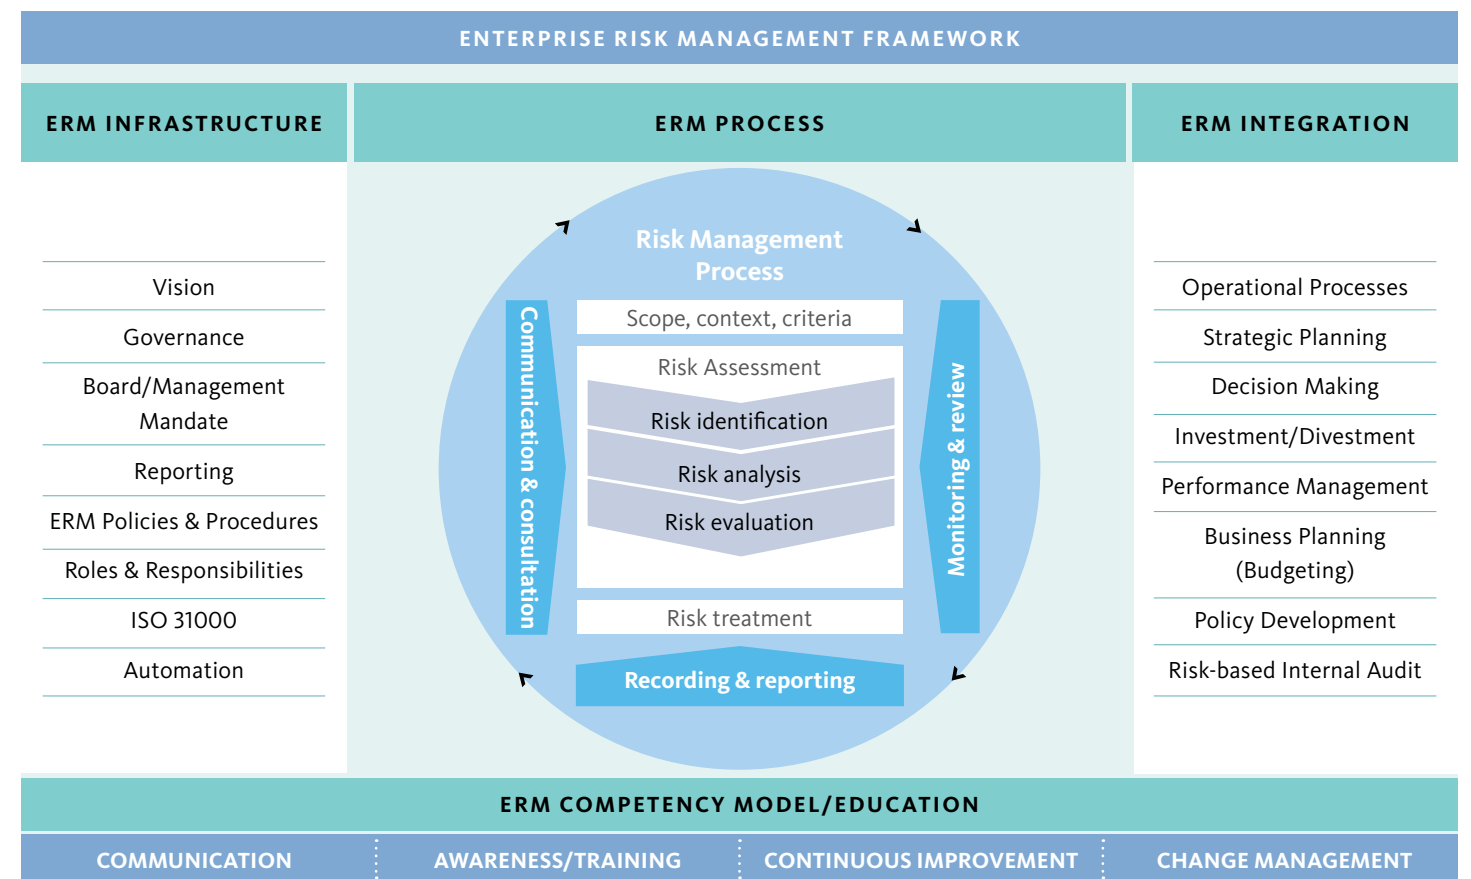 ENTERPRISE RISK MANAGEMENT FRAMEWORK
ERM INFRASTRUCTURE
Vision
Governance
Board/Management
Mandate
Reporting
ERM Policies & Procedures
Roles & Responsibilities
ISO 31000
Automation
ERM PROCESS
Risk Management
Process
Communication & consultation
Scope, context, criteria
Risk Assessment
Risk identification
Risk analysis
Risk evaluation
Risk treatment
Monitoring & review
Recording & reporting
ERM INTEGRATION
Operational Processes
Strategic Planning
Decision Making
Investment/Divestment
Performance Management
Business Planning
(Budgeting)
Policy Development
Risk-based Internal Audit
ERM COMPETENCY MODEL/EDUCATION
COMMUNICATION
AWARENESS/TRAINING
CONTINUOUS IMPROVEMENT
CHANGE MANAGEMENT